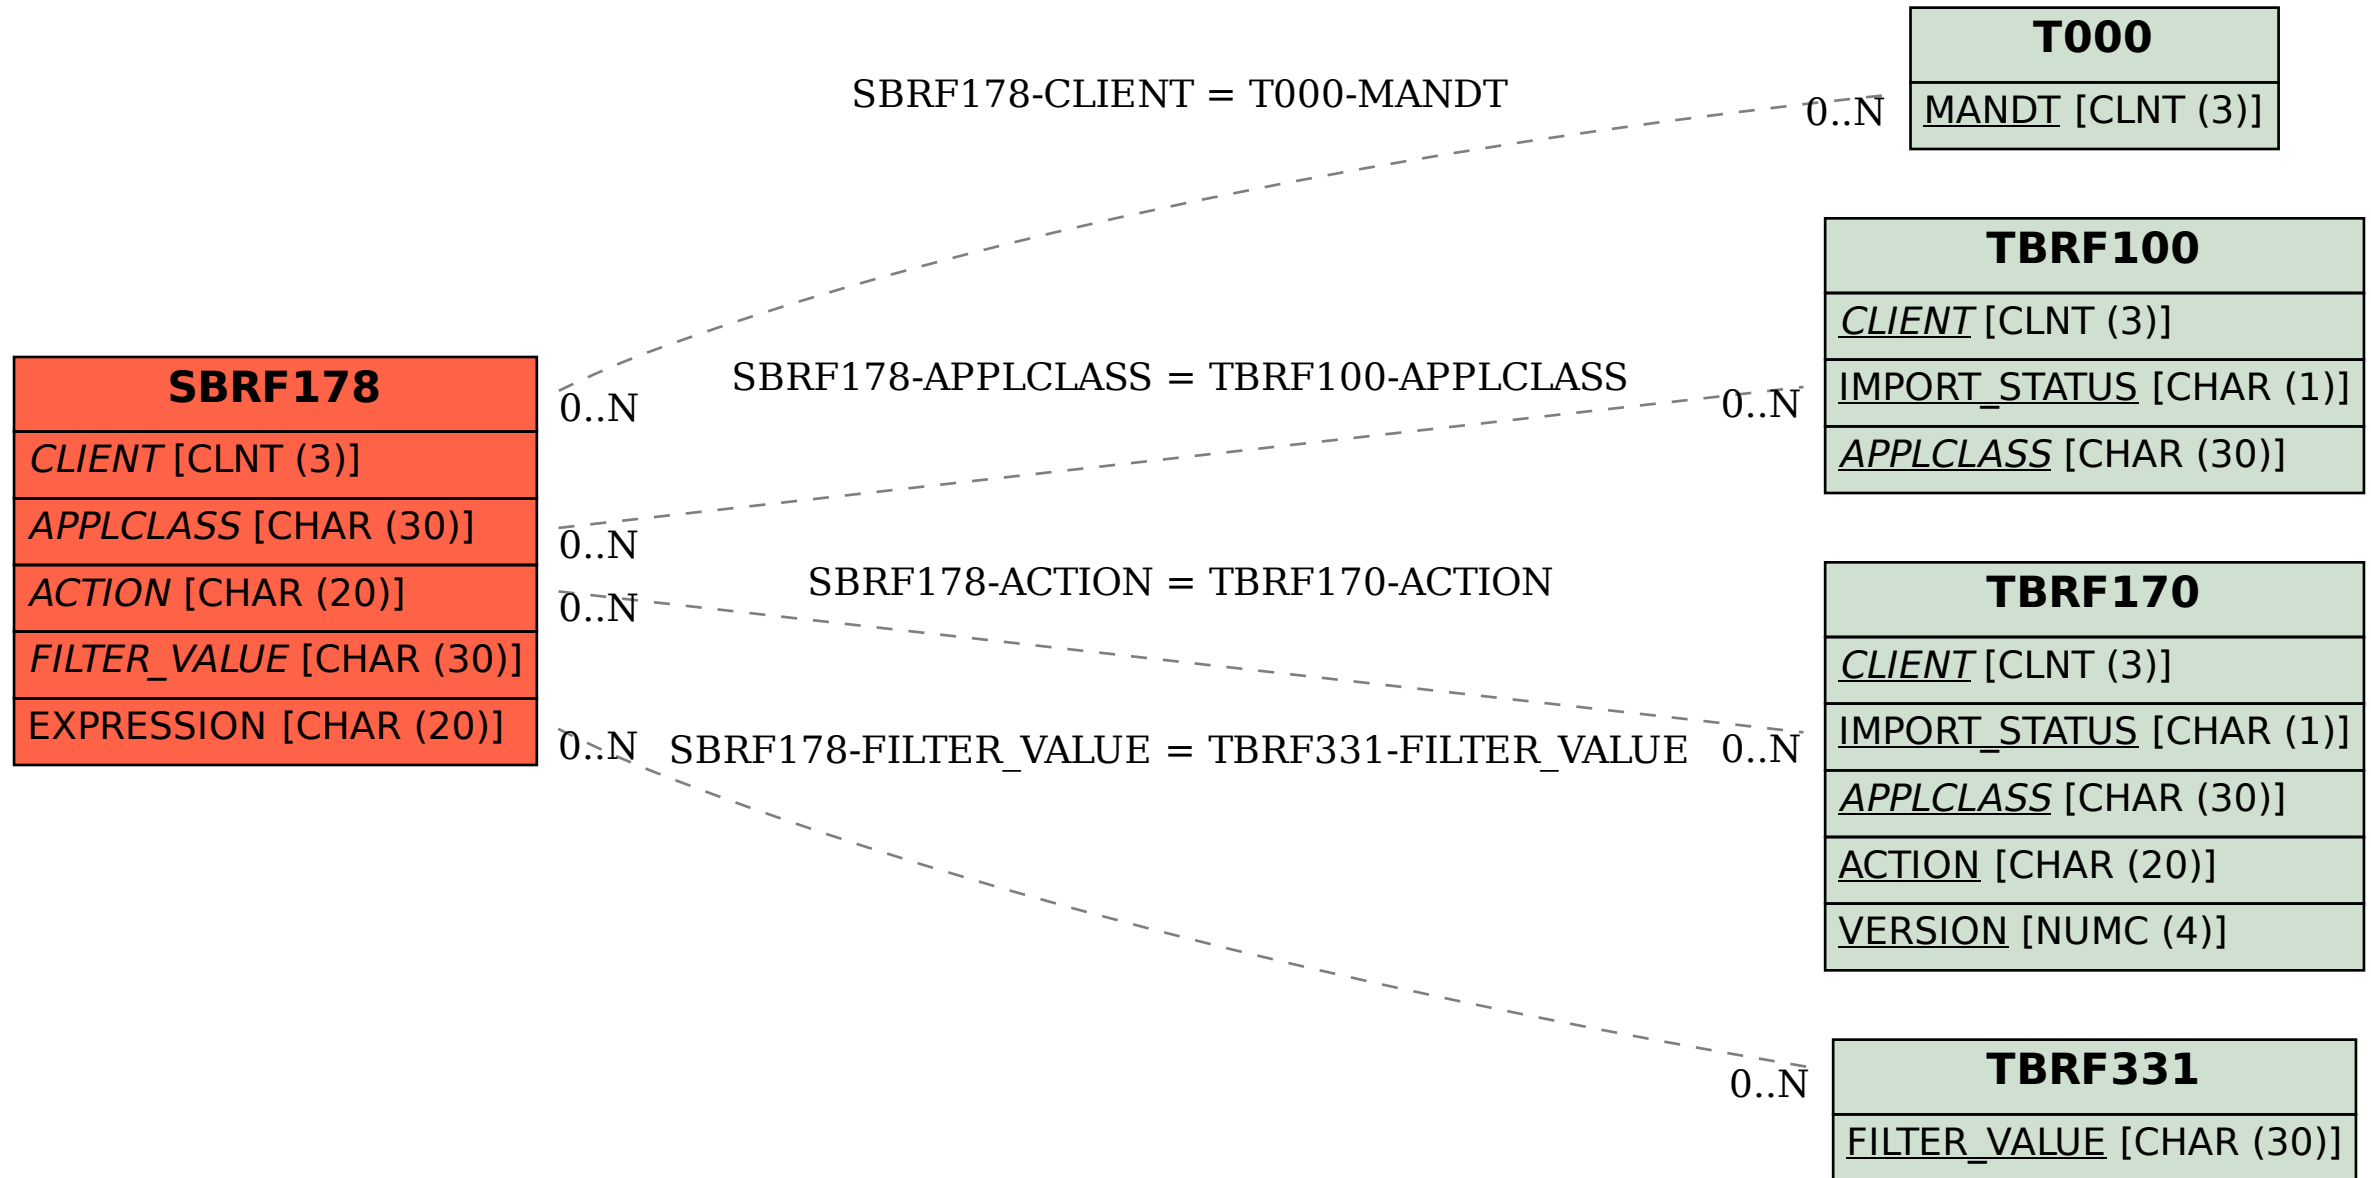 T000
MANDT [CLNT (3)]
SBRF178-CLIENT = T000-MANDT
0..N
0..N
TBRF100
CLIENT [CLNT (3)]
IMPORT_STATUS [CHAR (1)]
APPLCLASS [CHAR (30)]
SBRF178-APPLCLASS = TBRF100-APPLCLASS
0..N
0..N
SBRF178
CLIENT [CLNT (3)]
APPLCLASS [CHAR (30)]
ACTION [CHAR (20)]
FILTER_VALUE [CHAR (30)]
EXPRESSION [CHAR (20)]
SBRF178-ACTION = TBRF170-ACTION
0..N
0..N
TBRF170
CLIENT [CLNT (3)]
IMPORT_STATUS [CHAR (1)]
APPLCLASS [CHAR (30)]
ACTION [CHAR (20)]
VERSION [NUMC (4)]
SBRF178-FILTER_VALUE = TBRF331-FILTER_VALUE
0..N
0..N
TBRF331
FILTER_VALUE [CHAR (30)]